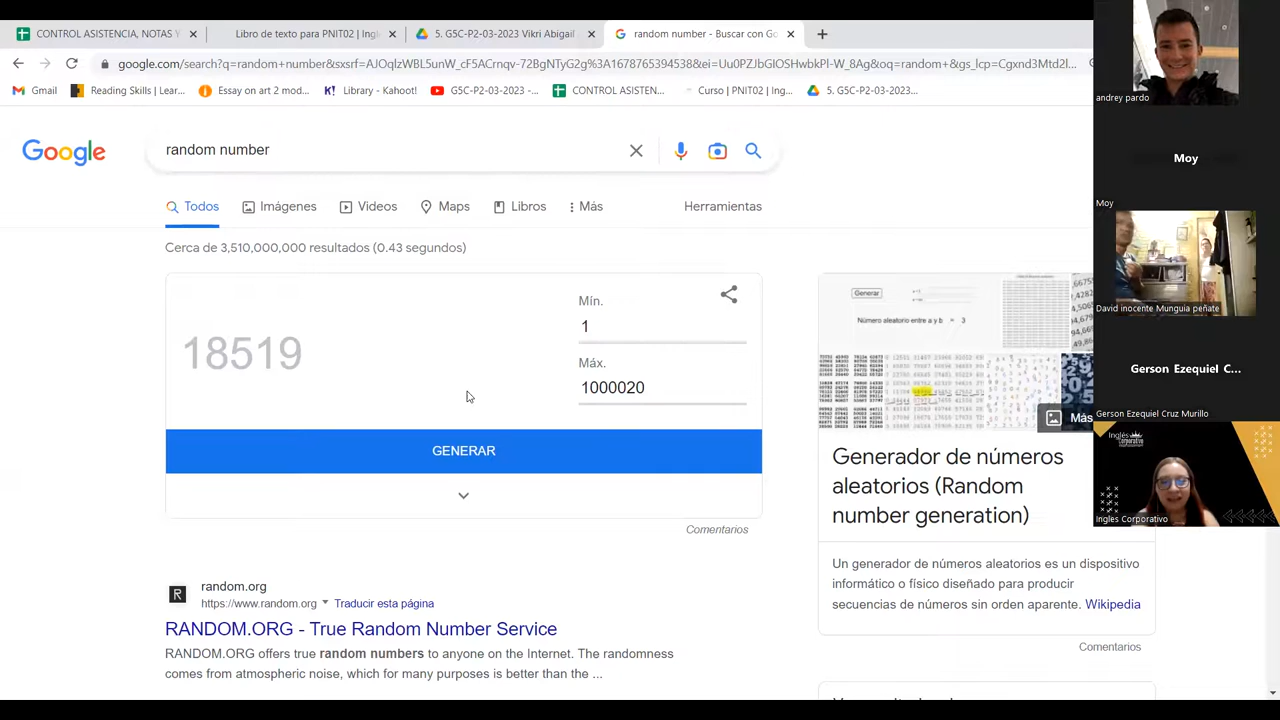 CONTROL ASISTENCIA, NOTAS Y
Libro de texto para PNIT02 | Ingl
5. G5C-P2-03-2023 Vikri Abigail
random number - Buscar con Go
google.com/search?q=random+number&sxsrf=AJOqlzWBL5unW_cF5ACrnqy-72BgNTyG2g%3A1678765394538&ei=Uu0PZJbGIOSHwbkPl-W_8Ag&oq=random+&gs_lcp=Cgxnd3Mtd2l...
Gmail
Reading Skills | Lear...
Essay on art 2 mod...
Library - Kahoot!
G5C-P2-03-2023 -...
CONTROL ASISTEN...
Curso | PNIT02 | Ing...
5. G5C-P2-03-2023...
Google
random number
Todos
Imágenes
Videos
Maps
Libros
Más
Herramientas
Cerca de 3,510,000,000 resultados (0.43 segundos)
18519
Mín.
1
Máx.
1000020
GENERAR
Comentarios
random.org
https://www.random.org
Traducir esta página
RANDOM.ORG - True Random Number Service
RANDOM.ORG offers true random numbers to anyone on the Internet. The randomness
comes from atmospheric noise, which for many purposes is better than the ...
Generar
Número aleatorio entre a y b = 3
Más
Generador de números
aleatorios (Random
number generation)
Un generador de números aleatorios es un dispositivo
informático o físico diseñado para producir
secuencias de números sin orden aparente. Wikipedia
Comentarios
andrey pardo
Moy
Moy
David inocente Munguia peñate
Gerson Ezequiel C...
Gerson Ezequiel Cruz Murillo
Inglés
Corporativo
Ingles Corporativo